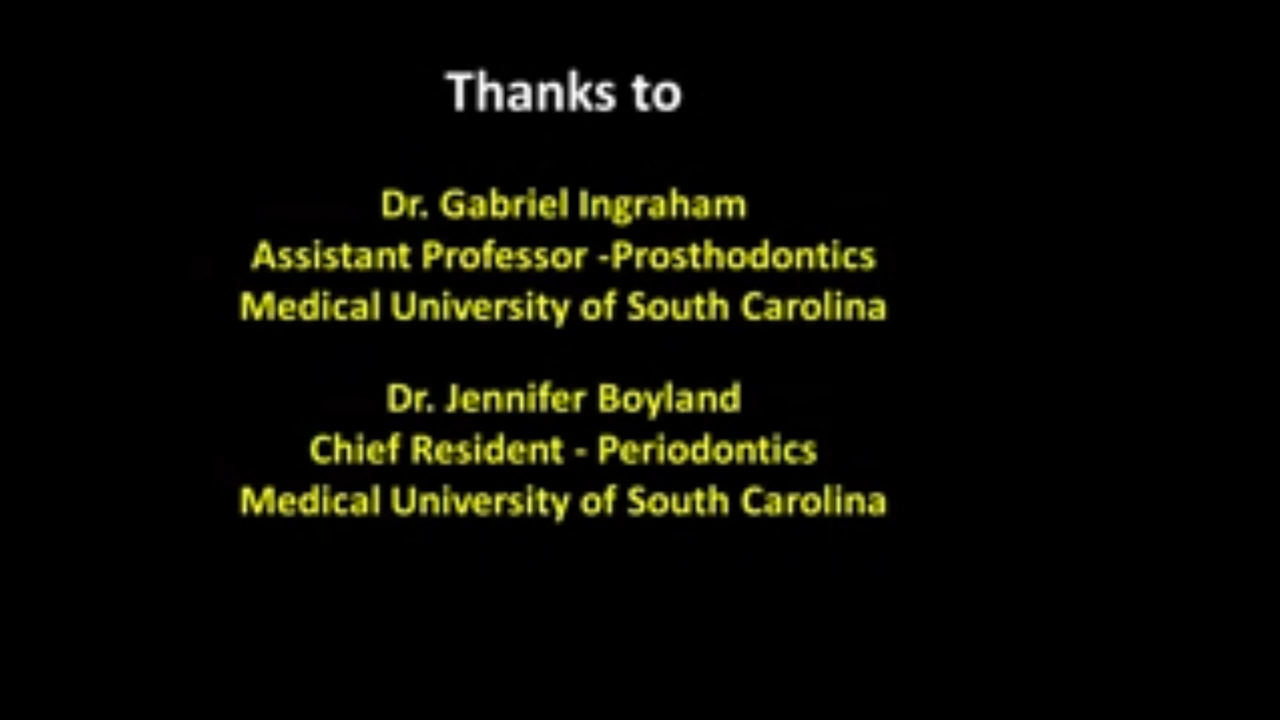 Thanks to
Dr. Gabriel Ingraham
Assistant Professor -Prosthodontics
Medical University of South Carolina
Dr. Jennifer Boyland
Chief Resident - Periodontics
Medical University of South Carolina